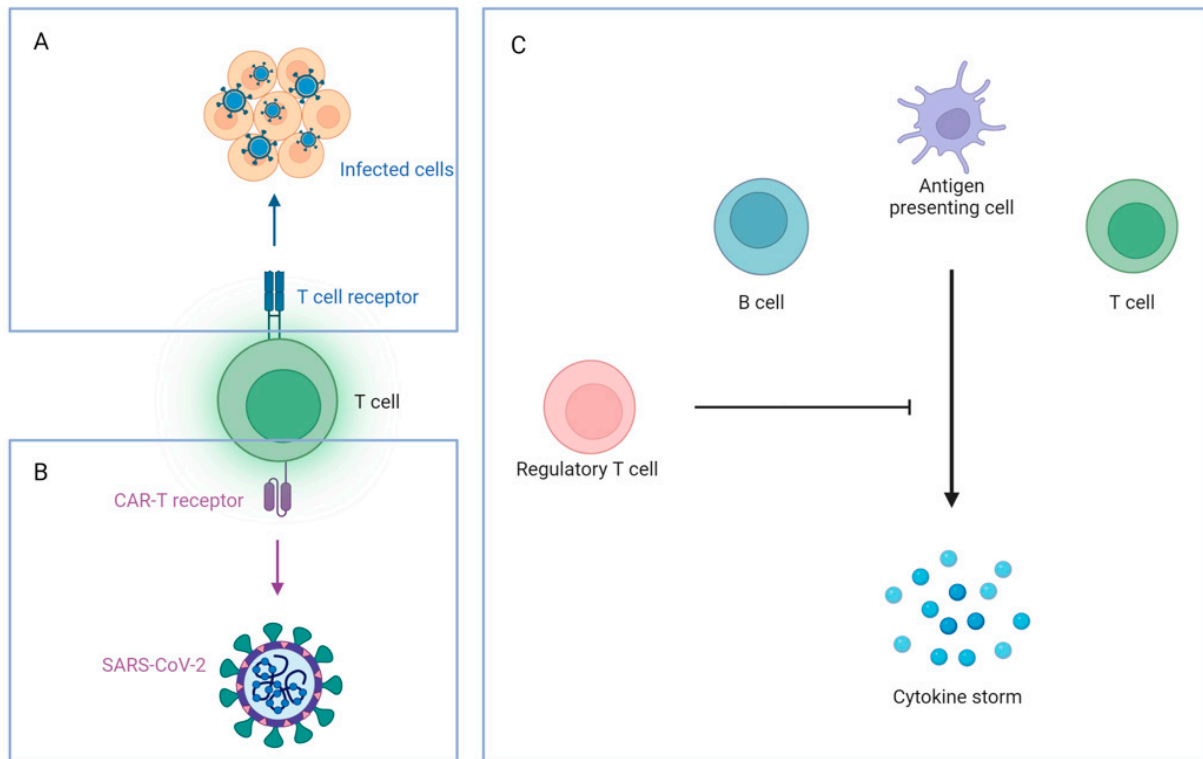 A
Infected cells
T cell receptor
T cell
B
CAR-T receptor
SARS-CoV-2
C
Antigen
presenting cell
B cell
T cell
Regulatory T cell
Cytokine storm